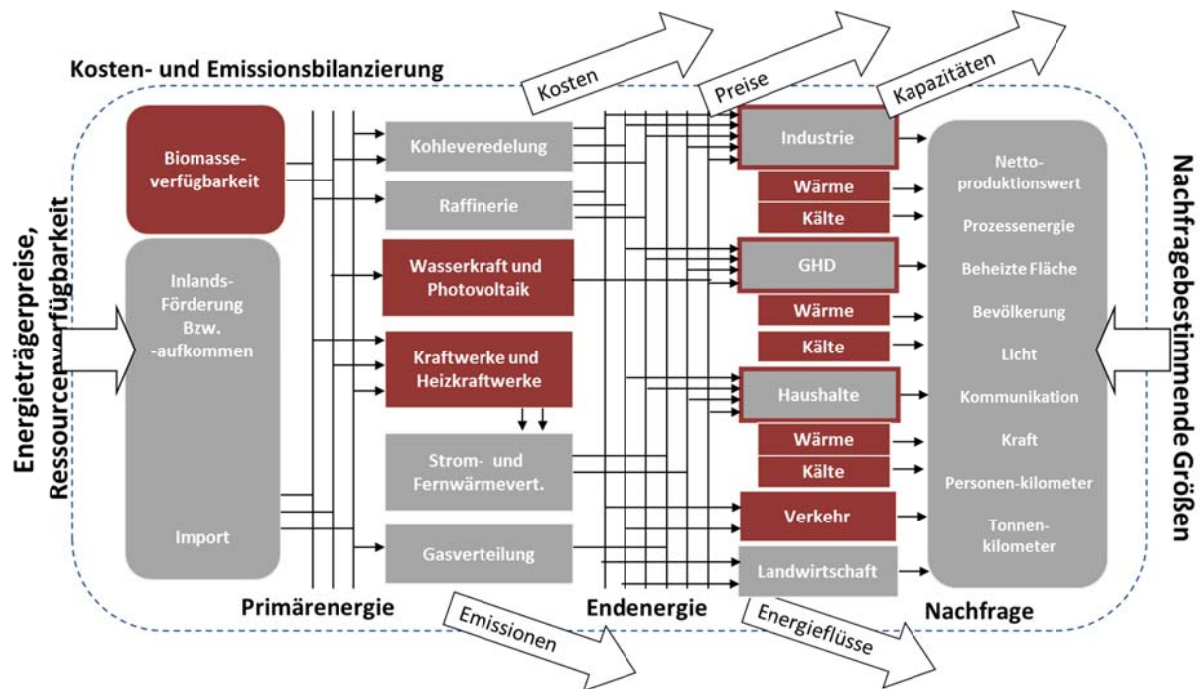 Kosten- und Emissionsbilanzierung
Kosten
Preise
Kapazitäten
Energieträgerpreise,
Ressourcenverfügbarkeit
Biomasse-
verfügbarkeit
Inlands-
Förderung
Bzw.
-aufkommen
Import
Kohleveredelung
Raffinerie
Wasserkraft und
Photovoltaik
Kraftwerke und
Heizkraftwerke
Strom- und
Fernwärmevert.
Gasverteilung
Industrie
Wärme
Kälte
GHD
Wärme
Kälte
Haushalte
Wärme
Kälte
Verkehr
Landwirtschaft
Netto-
produktionswert
Prozessenergie
Beheizte Fläche
Bevölkerung
Licht
Kommunikation
Kraft
Personen-kilometer
Tonnen-
kilometer
Nachfragebestimmende Größen
Primärenergie
Endenergie
Nachfrage
Emissionen
Energieflüsse